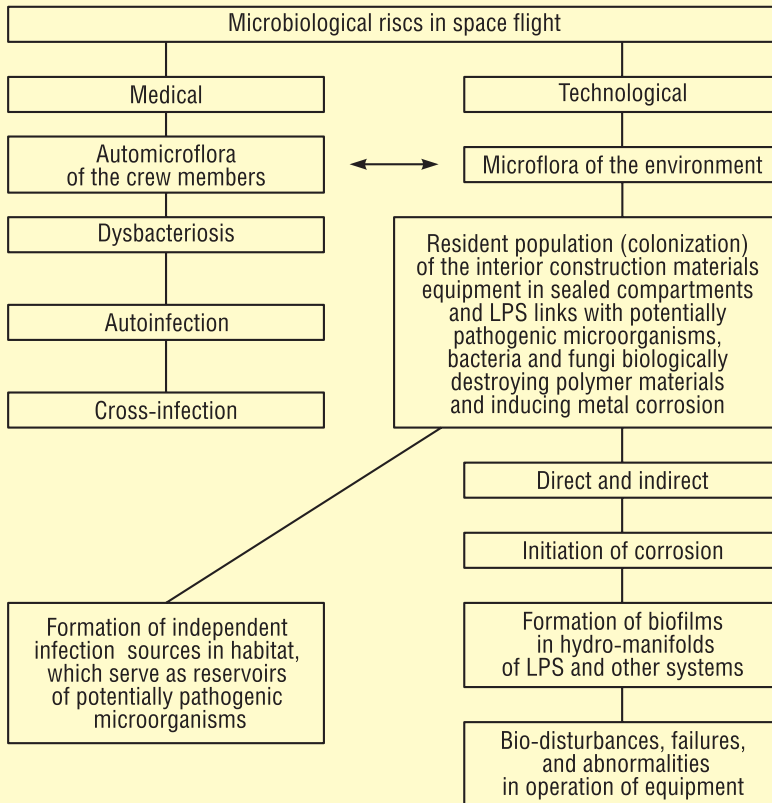 Microbiological riscs in space flight
Medical
Technological
Automicroflora
of the crew members
Microflora of the environment
Dysbacteriosis
Resident population (colonization)
of the interior construction materials
equipment in sealed compartments
and LPS links with potentially
pathogenic microorganisms,
bacteria and fungi biologically
destroying polymer materials
and inducing metal corrosion
Autoinfection
Cross-infection
Direct and indirect
Initiation of corrosion
Formation of independent
infection sources in habitat,
which serve as reservoirs
of potentially pathogenic
microorganisms
Formation of biofilms
in hydro-manifolds
of LPS and other systems
Bio-disturbances, failures,
and abnormalities
in operation of equipment